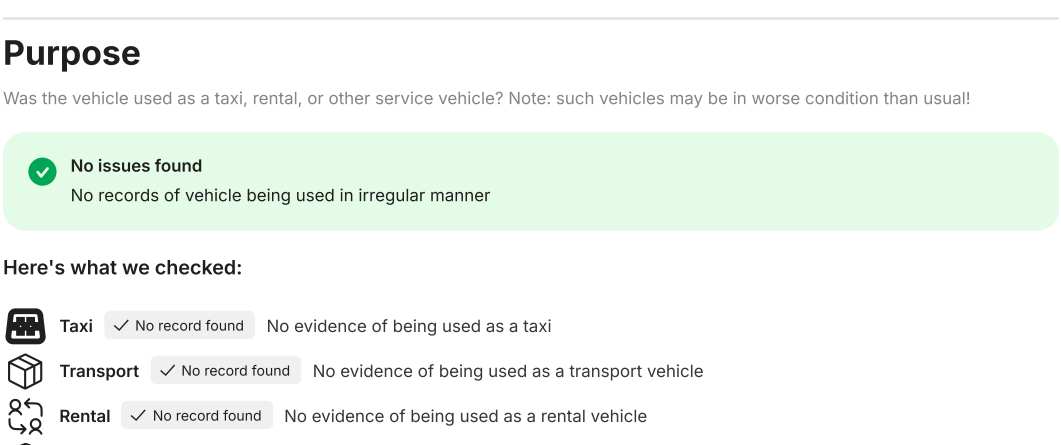 Purpose
Was the vehicle used as a taxi, rental, or other service vehicle? Note: such vehicles may be in worse condition than usual!
No issues found
No records of vehicle being used in irregular manner
Here's what we checked:
Taxi No record found No evidence of being used as a taxi
Transport No record found No evidence of being used as a transport vehicle
Rental No record found No evidence of being used as a rental vehicle